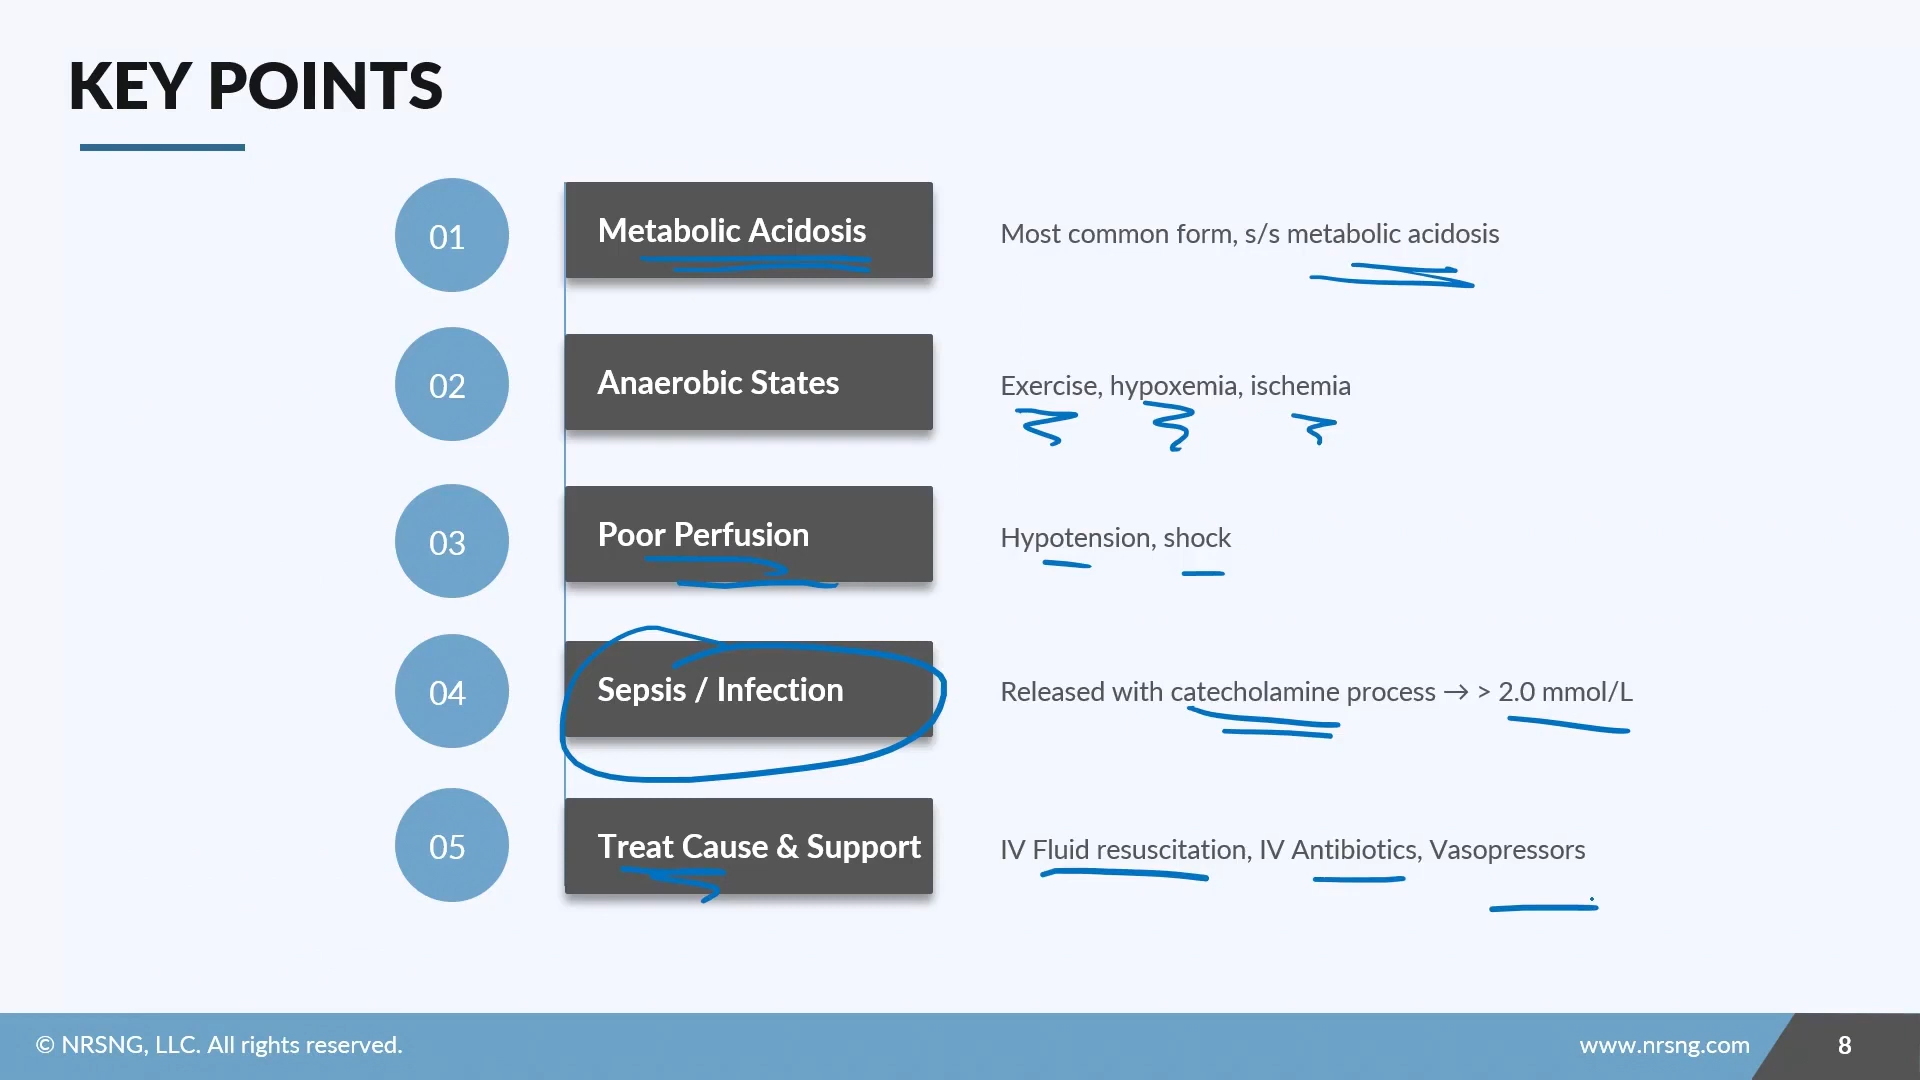 KEY POINTS
01
Metabolic Acidosis
Most common form, s/s metabolic acidosis
02
Anaerobic States
Exercise, hypoxemia, ischemia
03
Poor Perfusion
Hypotension, shock
04
Sepsis / Infection
Released with catecholamine process → > 2.0 mmol/L
05
Treat Cause & Support
IV Fluid resuscitation, IV Antibiotics, Vasopressors
© NRSNG, LLC. All rights reserved.
www.nrsng.com
8